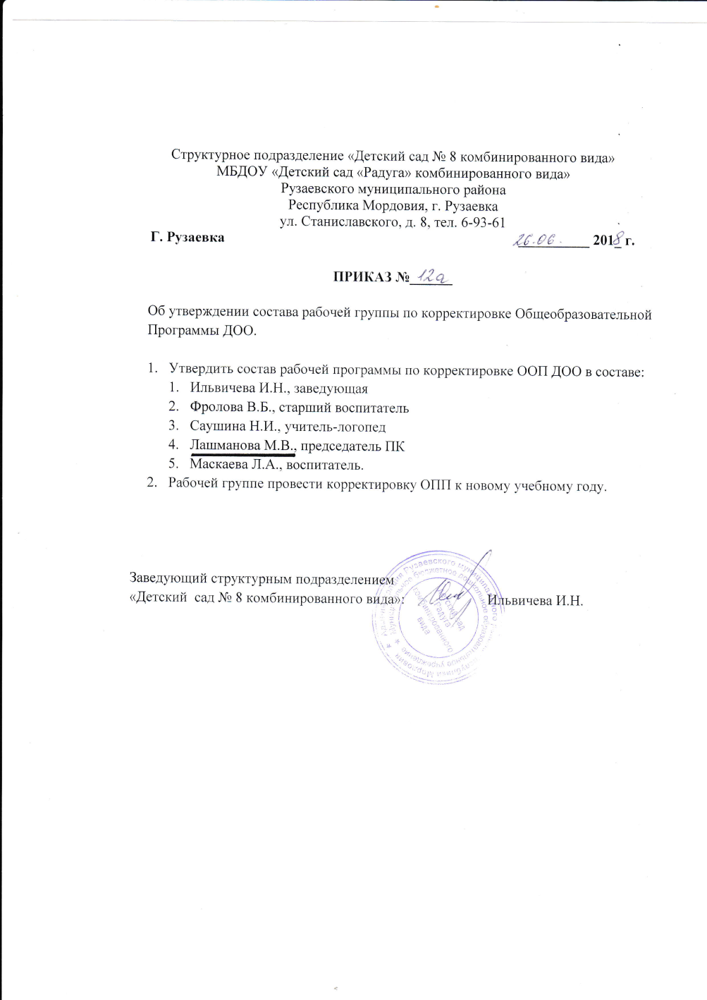 Структурное подразделение «Детский сад № 8 комбинированного вида»
МБДОУ «Детский сад «Радуга» комбинированного вида»
Рузаевского муниципального района
Республика Мордовия, г. Рузаевка
ул. Станиславского, д. 8, тел. 6-93-61
Г. Рузаевка 26.06. 2018 г.
ПРИКАЗ № 12а
Об утверждении состава рабочей группы по корректировке Общеобразовательной
Программы ДОО.
1. Утвердить состав рабочей программы по корректировке ООП ДОО в составе:
1. Ильвичева И.Н., заведующая
2. Фролова В.Б., старший воспитатель
3. Саушина Н.И., учитель-логопед
4. Лашманова М.В., председатель ПК
5. Маскаева Л.А., воспитатель.
2. Рабочей группе провести корректировку ОПП к новому учебному году.
Заведующий структурным подразделением
«Детский сад № 8 комбинированного вида»: Ильвичева И.Н.
Рузаевского муниципального
бюджетное дошкольное образовательное учреждение
сад
Радуга
комбинированного
вида